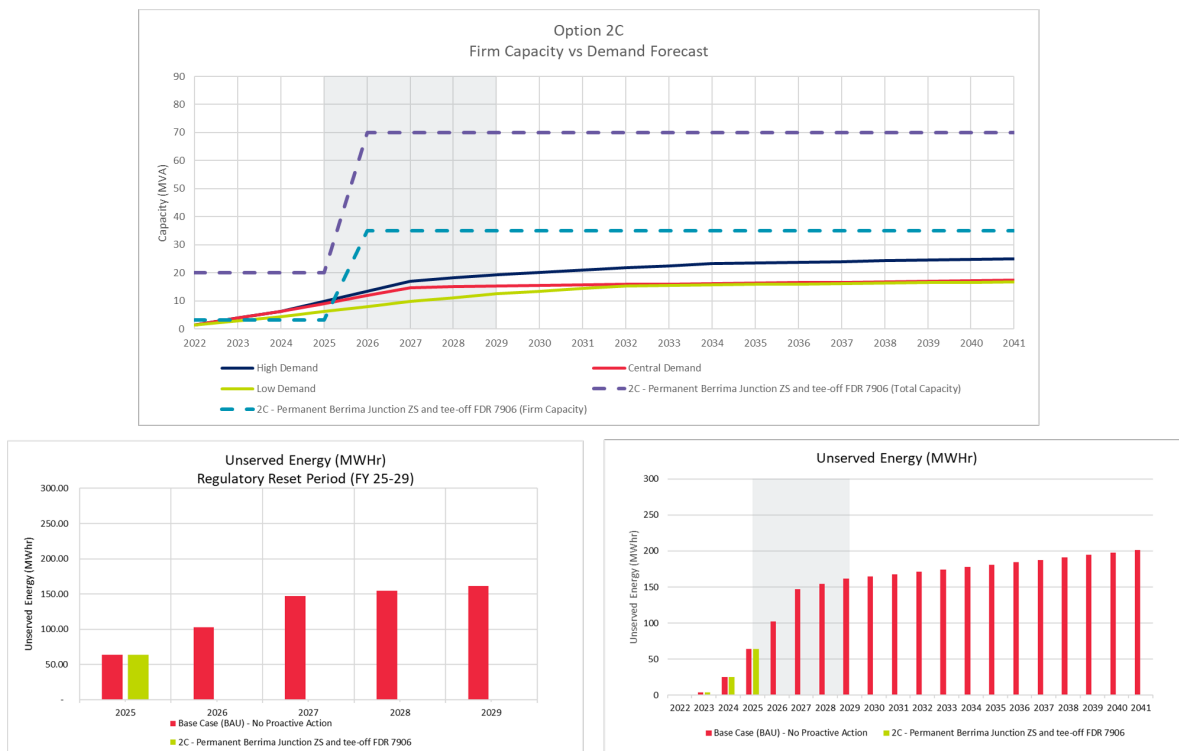 Option 2C
Firm Capacity vs Demand Forecast
90
80
70
60
50
40
30
20
10
0
Capacity (MVA)
2022 2023 2024 2025 2026 2027 2028 2029 2030 2031 2032 2033 2034 2035 2036 2037 2038 2039 2040 2041
High Demand
Central Demand
Low Demand
2C - Permanent Berrima Junction ZS and tee-off FDR 7906 (Total Capacity)
2C - Permanent Berrima Junction ZS and tee-off FDR 7906 (Firm Capacity)
Unserved Energy (MWHr)
Regulatory Reset Period (FY 25-29)
300.00
250.00
200.00
150.00
100.00
50.00
-
Unserved Energy (MWhr)
2025 2026 2027 2028 2029
Base Case (BAU) - No Proactive Action
2C - Permanent Berrima Junction ZS and tee-off FDR 7906
Unserved Energy (MWHr)
300
250
200
150
100
50
0
Unserved Energy (MWhr)
2022 2023 2024 2025 2026 2027 2028 2029 2030 2031 2032 2033 2034 2035 2036 2037 2038 2039 2040 2041
Base Case (BAU) - No Proactive Action
2C - Permanent Berrima Junction ZS and tee-off FDR 7906